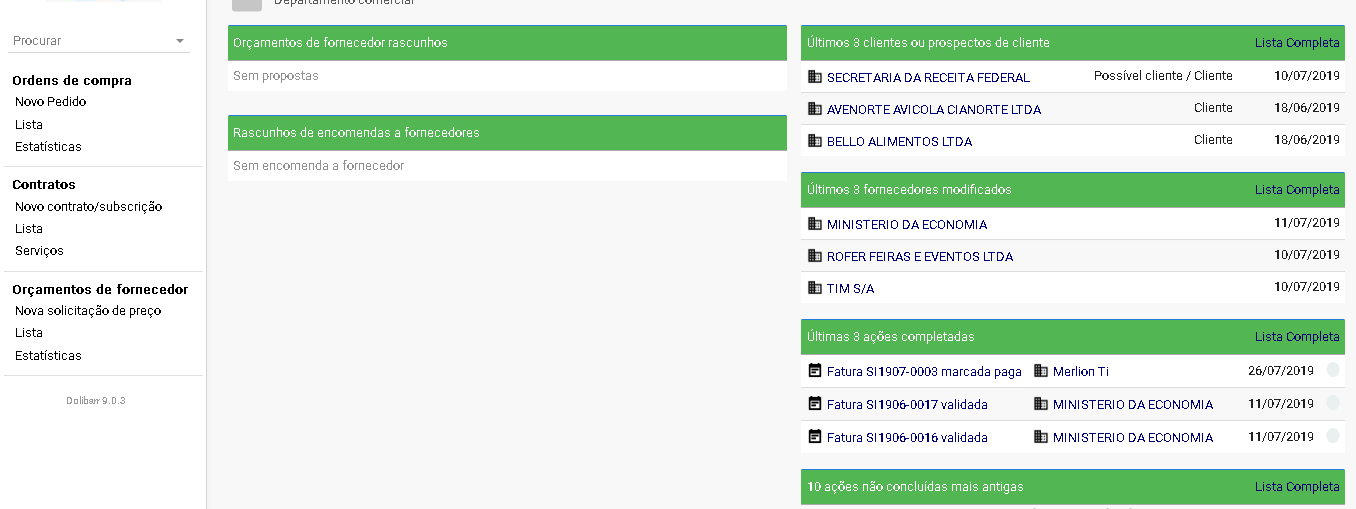 Departamento comercial
Procurar
Ordens de compra
Novo Pedido
Lista
Estatísticas
Contratos
Novo contrato/subscrição
Lista
Serviços
Orçamentos de fornecedor
Nova solicitação de preço
Lista
Estatísticas
Dolibarr 9.0.3
Orçamentos de fornecedor rascunhos
Sem propostas
Rascunhos de encomendas a fornecedores
Sem encomenda a fornecedor
Últimos 3 clientes ou prospectos de cliente Lista Completa
SECRETARIA DA RECEITA FEDERAL Possível cliente / Cliente 10/07/2019
AVENORTE AVICOLA CIANORTE LTDA Cliente 18/06/2019
BELLO ALIMENTOS LTDA Cliente 18/06/2019
Últimos 3 fornecedores modificados Lista Completa
MINISTERIO DA ECONOMIA 11/07/2019
ROFER FEIRAS E EVENTOS LTDA 10/07/2019
TIM S/A 10/07/2019
Últimas 3 ações completadas Lista Completa
Fatura SI1907-0003 marcada paga Merlion Ti 26/07/2019
Fatura SI1906-0017 validada MINISTERIO DA ECONOMIA 11/07/2019
Fatura SI1906-0016 validada MINISTERIO DA ECONOMIA 11/07/2019
10 ações não concluídas mais antigas Lista Completa